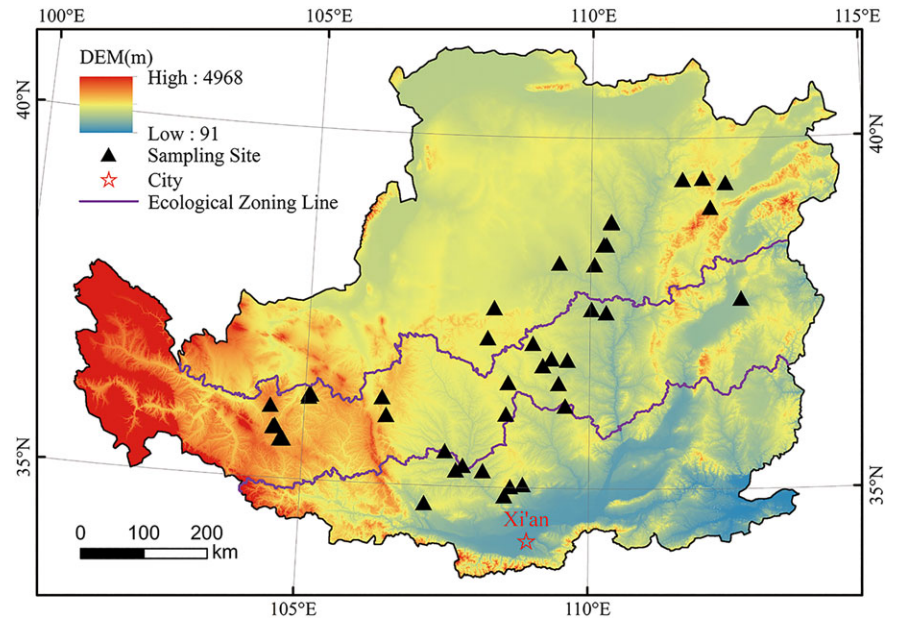 100°E 105°E 110°E 115°E
DEM(m)
High : 4968
Low : 91
Sampling Site
City
Ecological Zoning Line
40°N
40°N
35°N
35°N
Xi'an
0 100 200
km
105°E 110°E